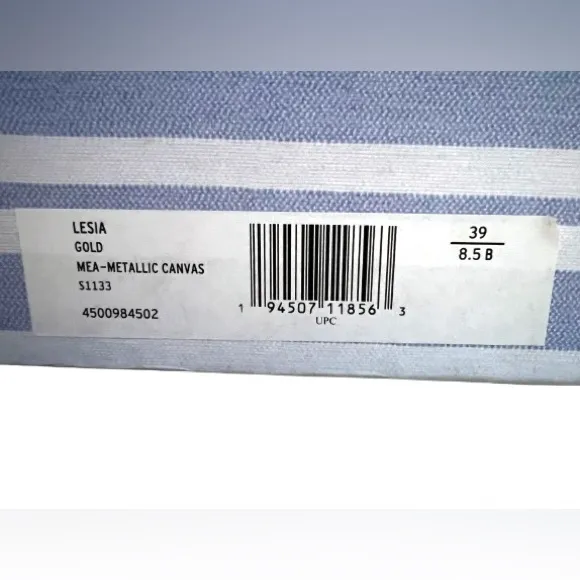 LESIA
GOLD
MEA-METALLIC CANVAS
S1133
4500984502
1 94507 11856 3
UPC
39
8.5 B